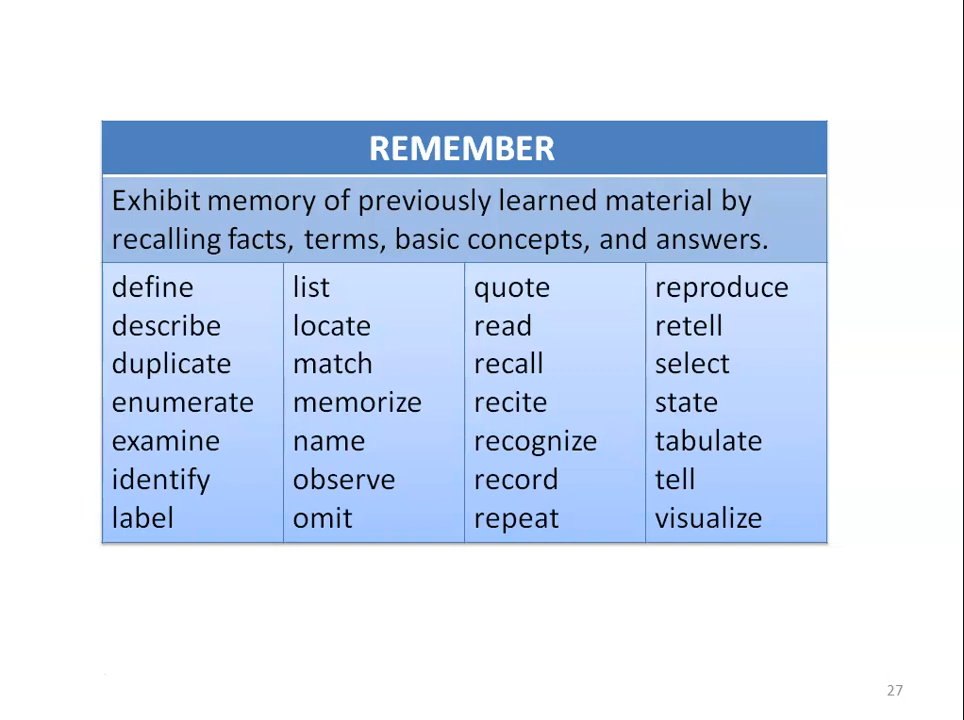 REMEMBER
Exhibit memory of previously learned material by
recalling facts, terms, basic concepts, and answers.
define list quote reproduce
describe locate read retell
duplicate match recall select
enumerate memorize recite state
examine name recognize tabulate
identify observe record tell
label omit repeat visualize
27